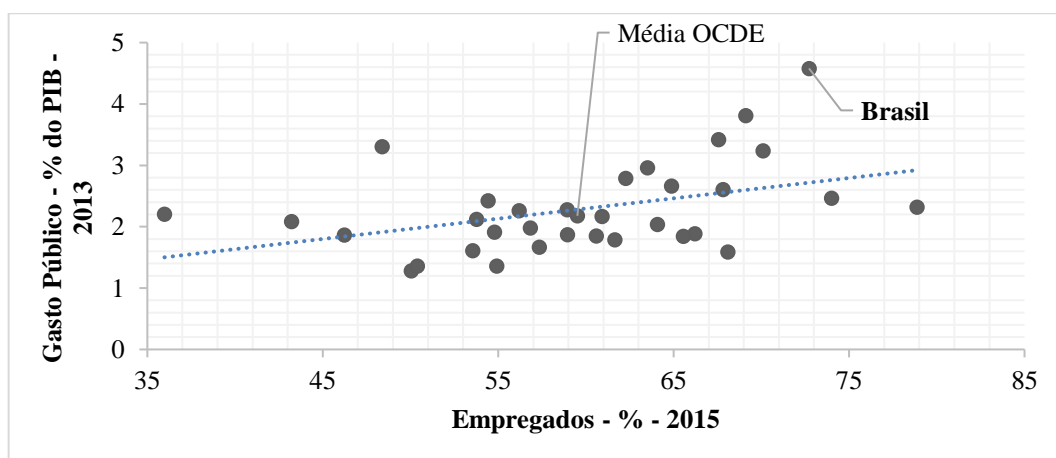 Gasto Público - % do PIB -
2013
5
4
3
2
1
0
Média OCDE
Brasil
35 45 55 65 75 85
Empregados - % - 2015